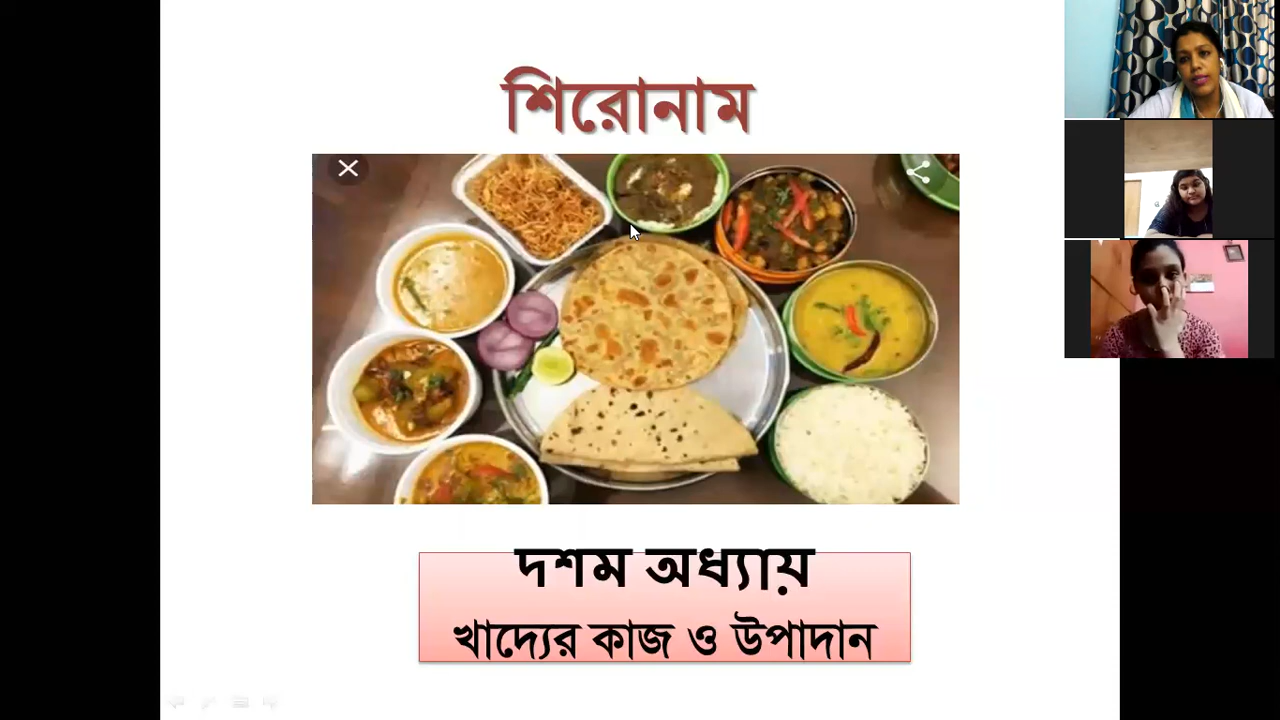 শিরোনাম
দশম অধ্যায়
খাদ্যের কাজ ও উপাদান